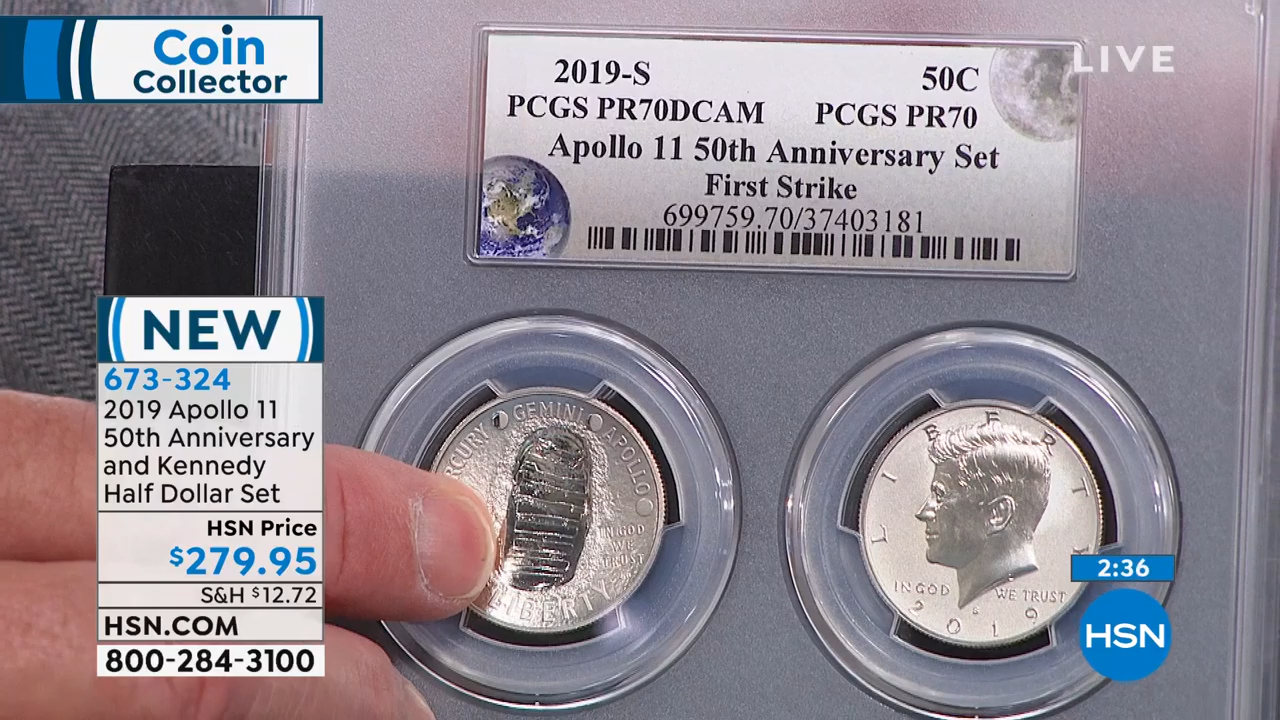 Coin
Collector
LIVE
2019-S 50C
PCGS PR70DCAM PCGS PR70
Apollo 11 50th Anniversary Set
First Strike
699759.70/37403181
NEW
673-324
2019 Apollo 11
50th Anniversary
and Kennedy
Half Dollar Set
HSN Price
$279.95
S&H $12.72
HSN.COM
800-284-3100
GEMINI
APOLLO
IN GOD
WE
TRUST
LIBERTY
LIBERTY
IN GOD WE TRUST
S
2019
2:36
HSN